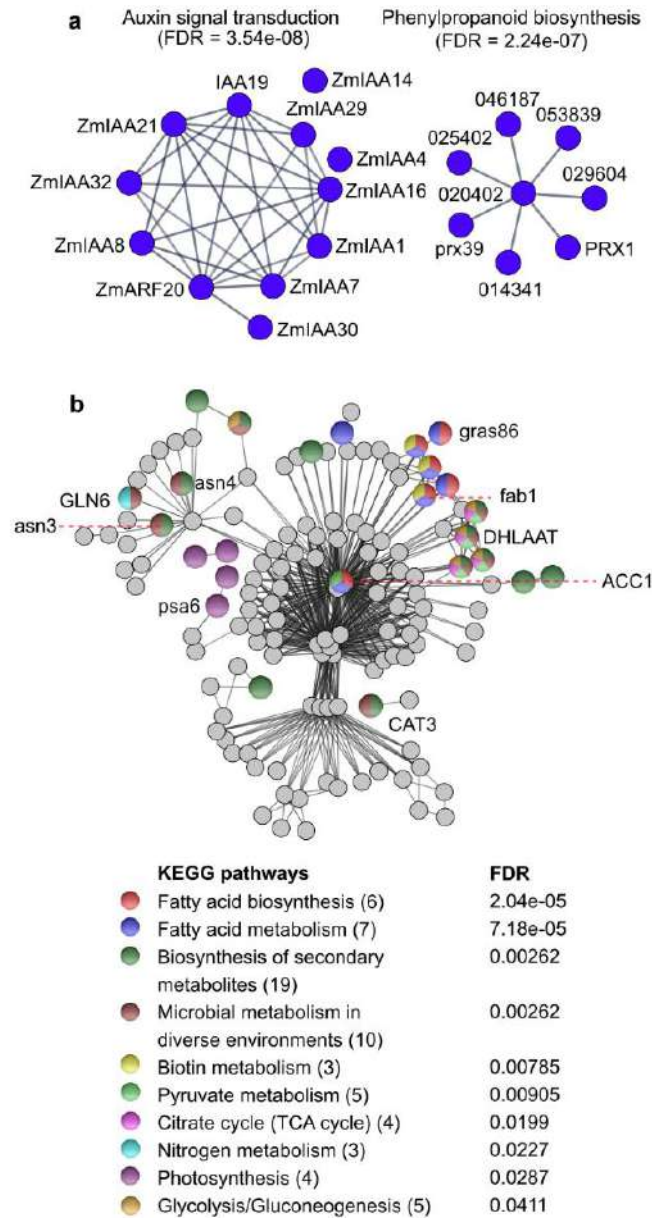 a
Auxin signal transduction
(FDR = 3.54e-08)
Phenylpropanoid biosynthesis
(FDR = 2.24e-07)
IAA19
ZmIAA14
ZmIAA29
ZmIAA21
ZmIAA4
ZmIAA32
ZmIAA16
ZmIAA8
ZmIAA1
ZmARF20
ZmIAA7
ZmIAA30
046187
053839
025402
029604
020402
prx39
PRX1
014341
b
gras86
asn4
GLN6
fab1
asn3
DHLAAT
ACC1
psa6
CAT3
KEGG pathways FDR
Fatty acid biosynthesis (6) 2.04e-05
Fatty acid metabolism (7) 7.18e-05
Biosynthesis of secondary 0.00262
metabolites (19)
Microbial metabolism in 0.00262
diverse environments (10)
Biotin metabolism (3) 0.00785
Pyruvate metabolism (5) 0.00905
Citrate cycle (TCA cycle) (4) 0.0199
Nitrogen metabolism (3) 0.0227
Photosynthesis (4) 0.0287
Glycolysis/Gluconeogenesis (5) 0.0411